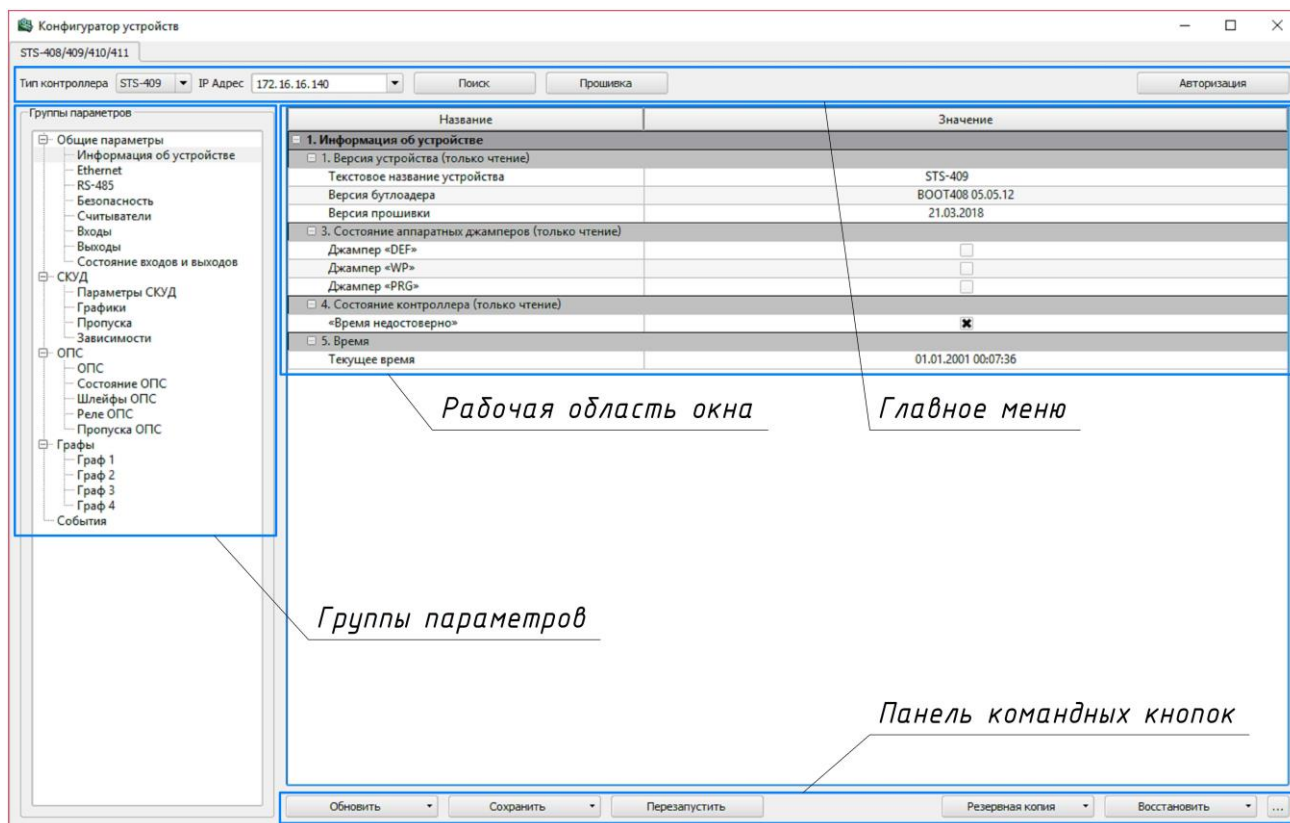 Конфигуратор устройств
STS-408/409/410/411
Тип контроллера STS-409 IP Адрес 172.16.16.140 Поиск Прошивка Авторизация
Группы параметров
Общие параметры
Информация об устройстве
Ethernet
RS-485
Безопасность
Считыватели
Входы
Выходы
Состояние входов и выходов
СКУД
Параметры СКУД
Графики
Пропуска
Зависимости
ОПС
ОПС
Состояние ОПС
Шлейфы ОПС
Реле ОПС
Пропуска ОПС
Графы
Граф 1
Граф 2
Граф 3
Граф 4
События
Название Значение
1. Информация об устройстве
1. Версия устройства (только чтение)
Текстовое название устройства STS-409
Версия бутлоадера BOOT408 05.05.12
Версия прошивки 21.03.2018
3. Состояние аппаратных джамперов (только чтение)
Джампер «DEF»
Джампер «WP»
Джампер «PRG»
4. Состояние контроллера (только чтение)
«Время недостоверно»
5. Время
Текущее время 01.01.2001 00:07:36
Рабочая область окна Главное меню
Группы параметров
Панель командных кнопок
Обновить Сохранить Перезапустить Резервная копия Восстановить ...